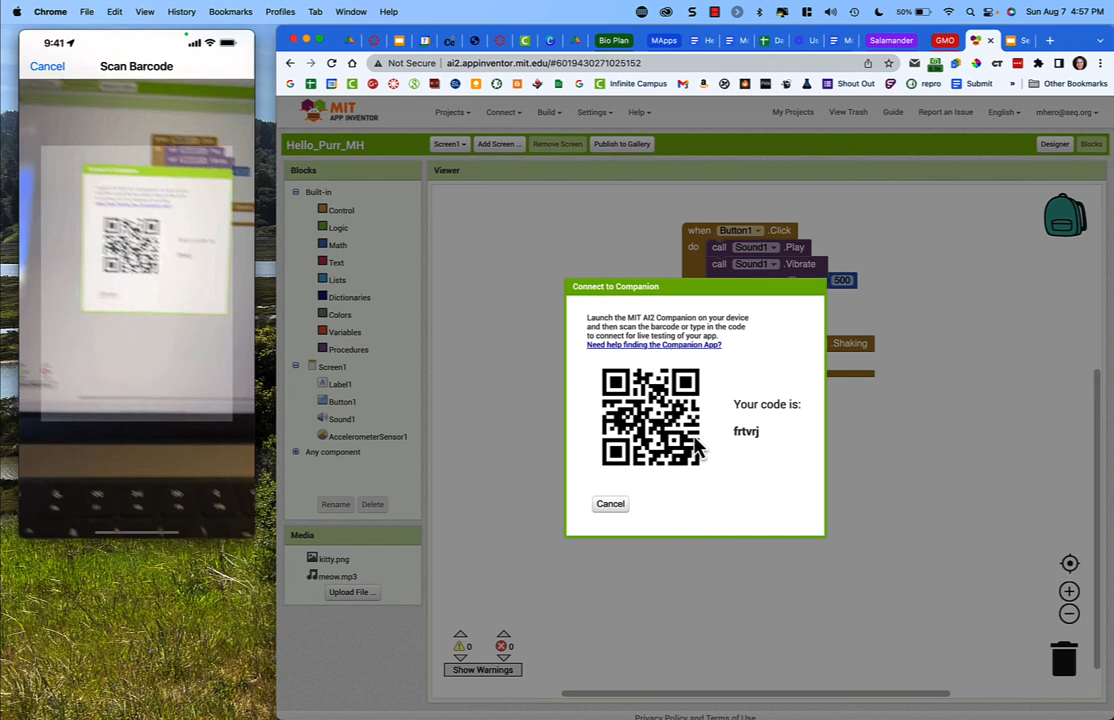 Chrome File Edit View History Bookmarks Profiles Tab Window Help
50% Sun Aug 7 4:57 PM
9:41
Cancel Scan Barcode
Bio Plan MApps Salamander GMO
Not Secure ai2.appinventor.mit.edu/#6019430271025152
Infinite Campus Shout Out repro Submit Other Bookmarks
MIT APP INVENTOR
Projects Connect Build Settings Help My Projects View Trash Guide Report an Issue English mhero@seq.org
Hello_Purr_MH Screen1 Add Screen ... Remove Screen Publish to Gallery Designer Blocks
Blocks
Viewer
Built-in
Control
Logic
Math
Text
Lists
Dictionaries
Colors
Variables
Procedures
Screen1
Label1
Button1
Sound1
AccelerometerSensor1
Any component
Rename Delete
Media
kitty.png
meow.mp3
Upload File ...
when Button1 .Click
do call Sound1 .Play
call Sound1 .Vibrate
500
.Shaking
Connect to Companion
Launch the MIT AI2 Companion on your device
and then scan the barcode or type in the code
to connect for live testing of your app.
Need help finding the Companion App?
Your code is:
frtvrj
Cancel
0 0
Show Warnings
Privacy Policy and Terms of Use